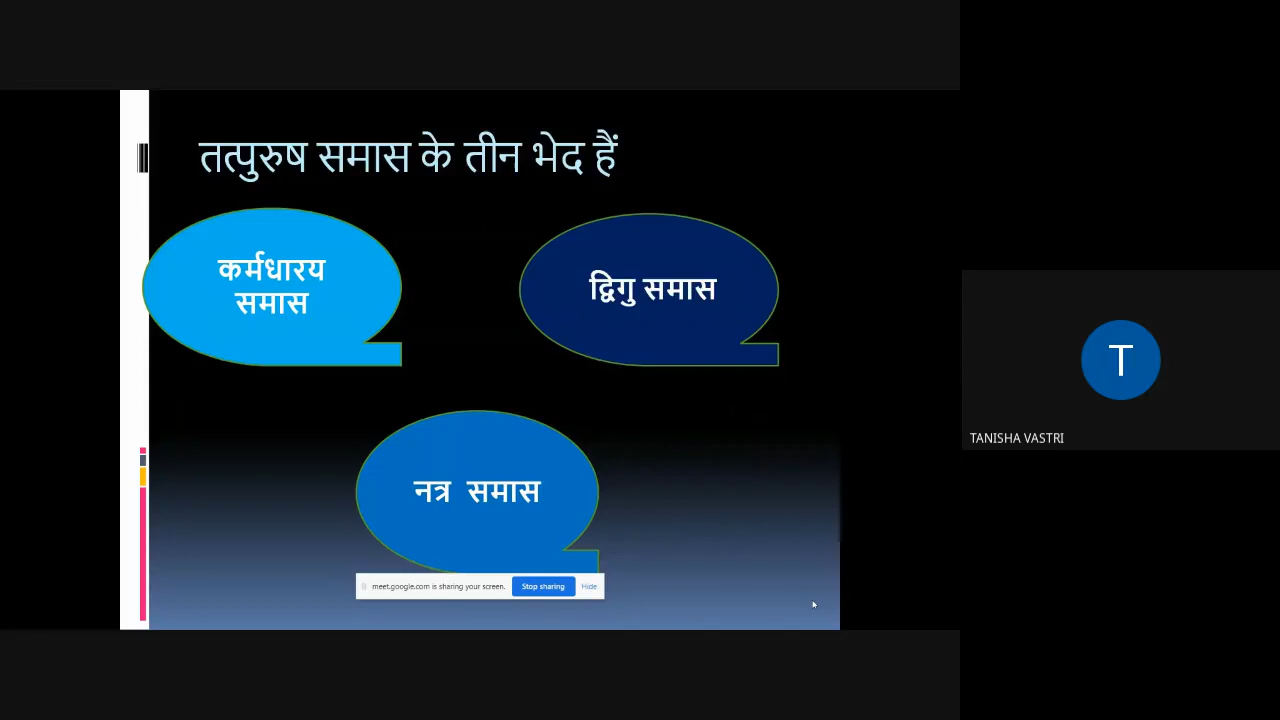 तत्पुरुष समास के तीन भेद हैं
कर्मधारय
समास
द्विगु समास
नत्र समास
meet.google.com is sharing your screen. Stop sharing Hide
T
TANISHA VASTRI